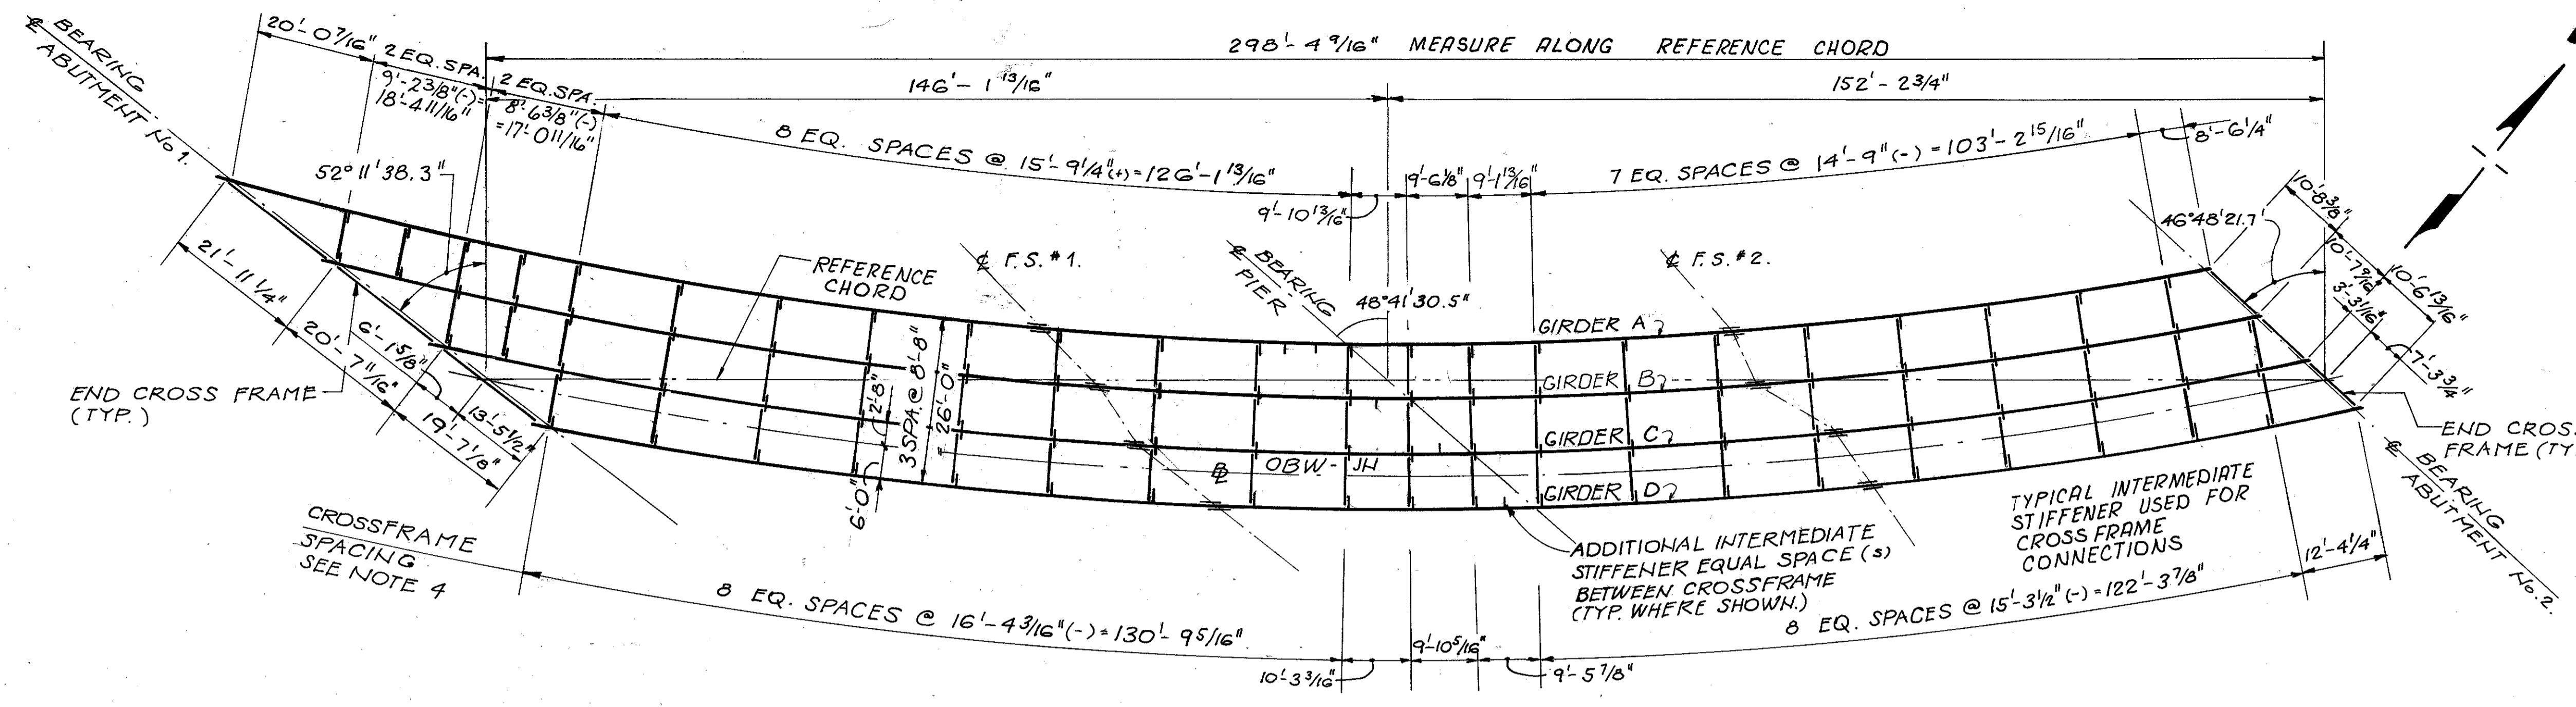 ℄ BEARING
ABUTMENT No 1.
20'-0 7/16"
2 EQ. SPA.
9'-2 3/8"(-)=
18'-4 11/16"
2 EQ. SPA.
8'-6 3/8"(-)
=17'-0 11/16"
298'-4 9/16" MEASURE ALONG REFERENCE CHORD
146'-1 13/16"
152'-2 3/4"
8 EQ. SPACES @ 15'-9 1/4"(+)=126'-1 13/16"
9'-10 13/16"
9'-6 1/8"
9'-1 13/16"
7 EQ. SPACES @ 14'-9"(-)=103'-2 15/16"
8'-6 1/4"
52°11'38.3"
REFERENCE
CHORD
℄ F.S.#1.
℄ BEARING
PIER
48°41'30.5"
℄ F.S.#2.
46°48'21.7'
10'-8 3/8"
10'-7 9/16"
10'-6 13/16"
3'-3 1/16"
7'-3 3/4"
GIRDER A
GIRDER B
GIRDER C
GIRDER D
21'-11 1/4"
20'-7 11/16"
19'-7 1/8"
6'-1 5/8"
13'-5 1/2"
END CROSS FRAME
(TYP.)
2'-8"
6'-0"
3 SPA. @ 8'-8"
= 26'-0"
℄ OBW-JH
END CROS
FRAME (TY
℄ BEARING
ABUTMENT No. 2.
CROSSFRAME
SPACING
SEE NOTE 4
ADDITIONAL INTERMEDIATE
STIFFENER EQUAL SPACE (s)
BETWEEN CROSSFRAME
(TYP. WHERE SHOWN.)
TYPICAL INTERMEDIATE
STIFFENER USED FOR
CROSS FRAME
CONNECTIONS
12'-4 1/4"
8 EQ. SPACES @ 16'-4 3/16"(-)=130'-9 5/16"
10'-3 3/16"
9'-10 5/16"
9'-5 7/8"
8 EQ. SPACES @ 15'-3 1/2"(-)=122'-3 7/8"